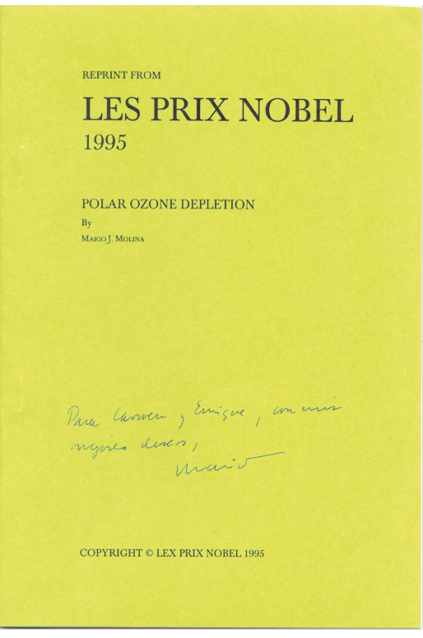 REPRINT FROM
LES PRIX NOBEL
1995
POLAR OZONE DEPLETION
By
MARIO J. MOLINA
Para Carmen y Enrique, con mis
mejores deseos,
Mario
COPYRIGHT © LEX PRIX NOBEL 1995